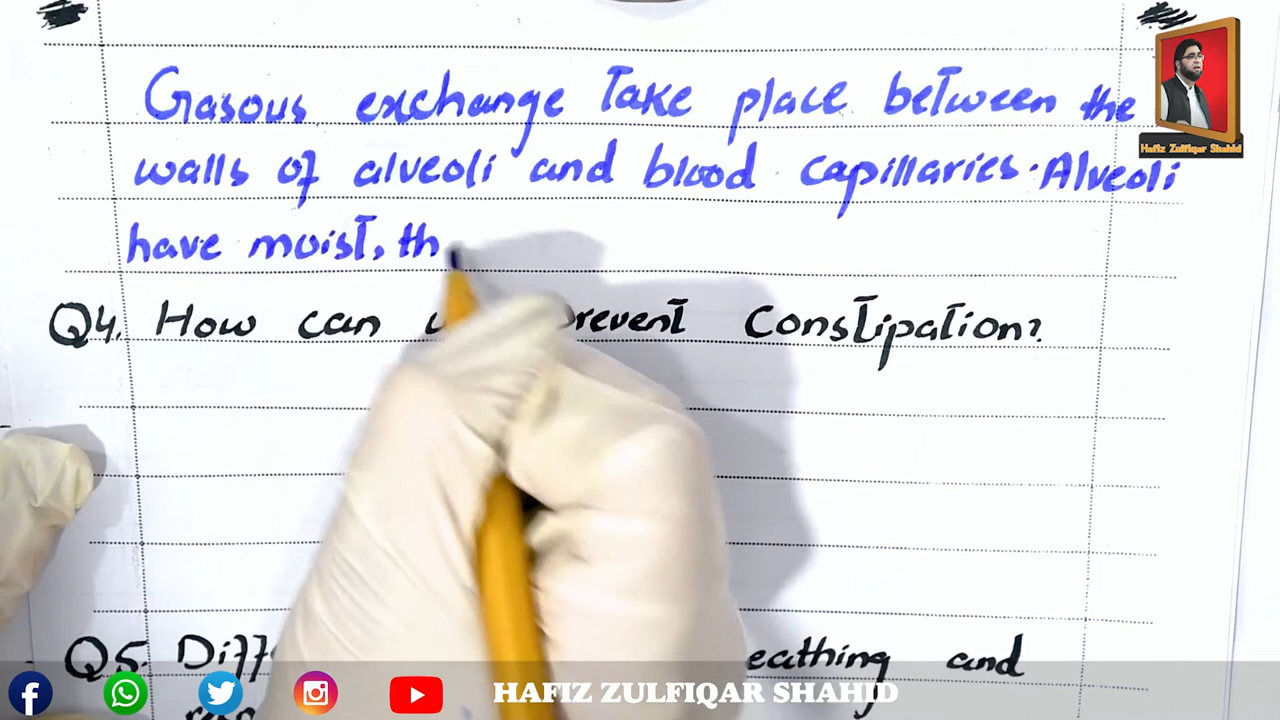 Gasous exchange take place between the
walls of alveoli and blood capillaries. Alveoli
have moist, th
Q4. How can prevent Constipation?
Q5. Diff eathing and
Hafiz Zulfiqar Shahid
HAFIZ ZULFIQAR SHAHID